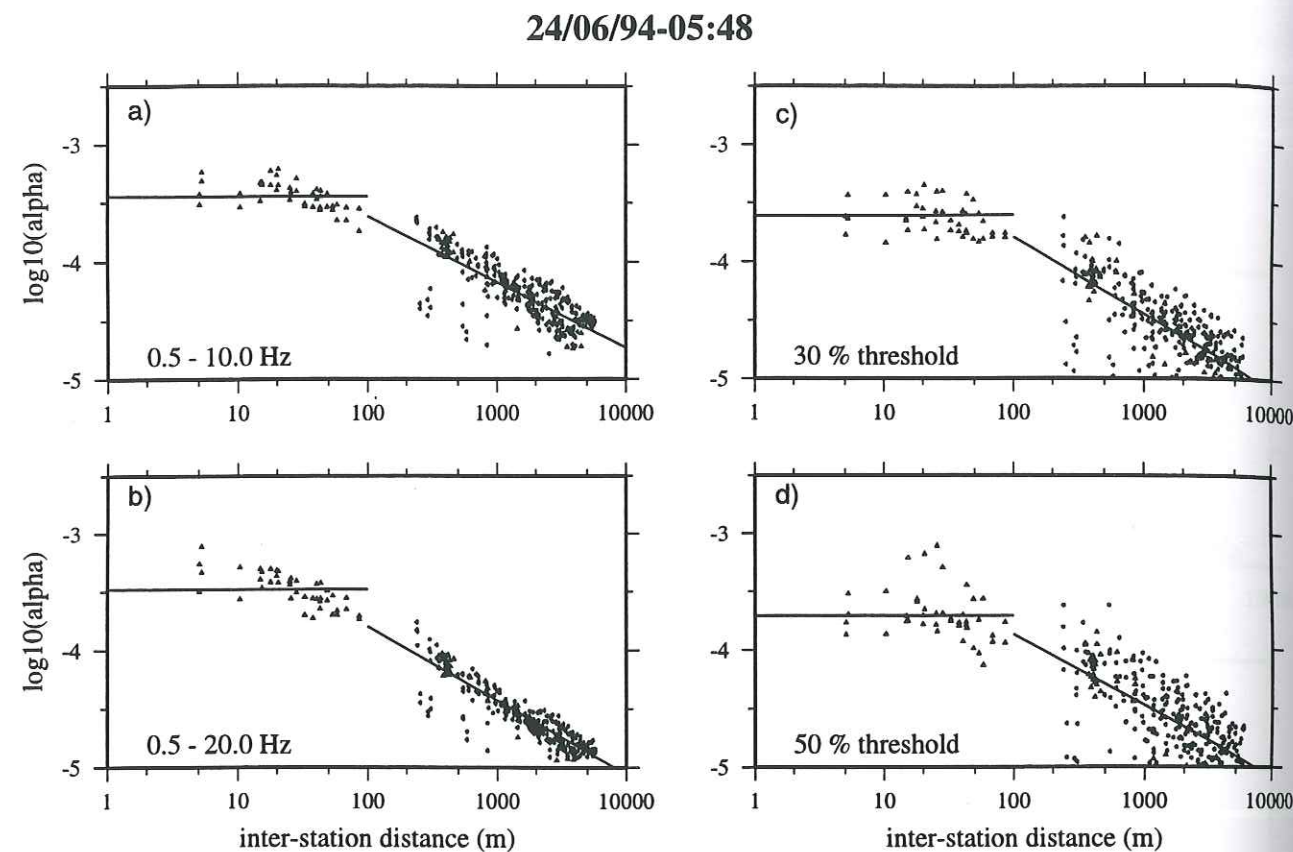 24/06/94-05:48
a)
log10(alpha)
-3
-4
-5
0.5 - 10.0 Hz
1 10 100 1000 10000
c)
-3
-4
-5
30 % threshold
1 10 100 1000 10000
b)
log10(alpha)
-3
-4
-5
0.5 - 20.0 Hz
1 10 100 1000 10000
inter-station distance (m)
d)
-3
-4
-5
50 % threshold
1 10 100 1000 10000
inter-station distance (m)